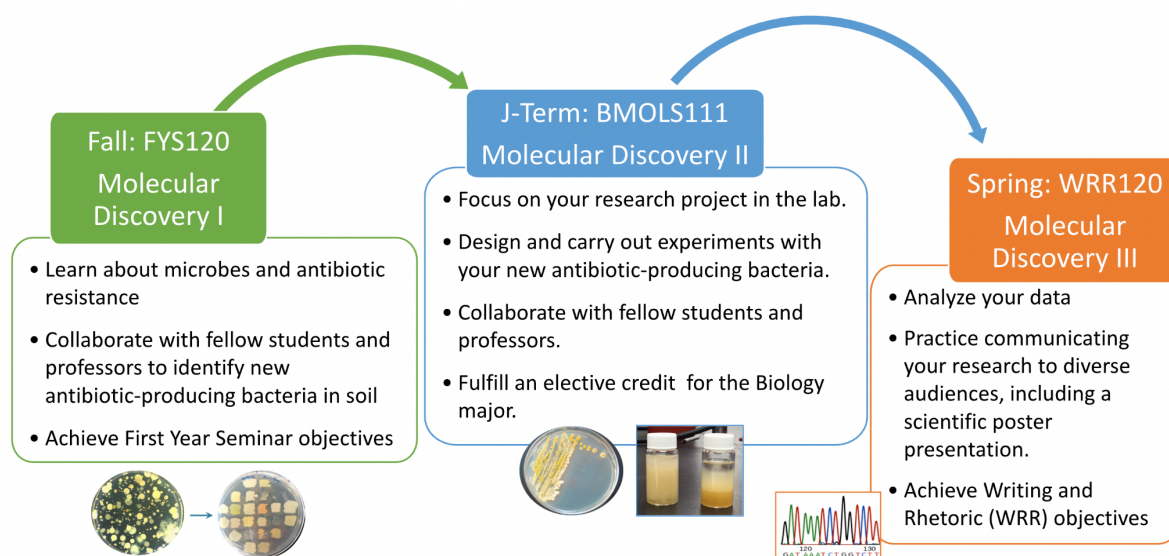 Fall: FYS120
Molecular
Discovery I
• Learn about microbes and antibiotic
resistance
• Collaborate with fellow students and
professors to identify new
antibiotic-producing bacteria in soil
• Achieve First Year Seminar objectives
J-Term: BMOLS111
Molecular Discovery II
• Focus on your research project in the lab.
• Design and carry out experiments with
your new antibiotic-producing bacteria.
• Collaborate with fellow students and
professors.
• Fulfill an elective credit for the Biology
major.
Spring: WRR120
Molecular
Discovery III
• Analyze your data
• Practice communicating
your research to diverse
audiences, including a
scientific poster
presentation.
• Achieve Writing and
Rhetoric (WRR) objectives
120 130
GATAAATCTGGTCTT